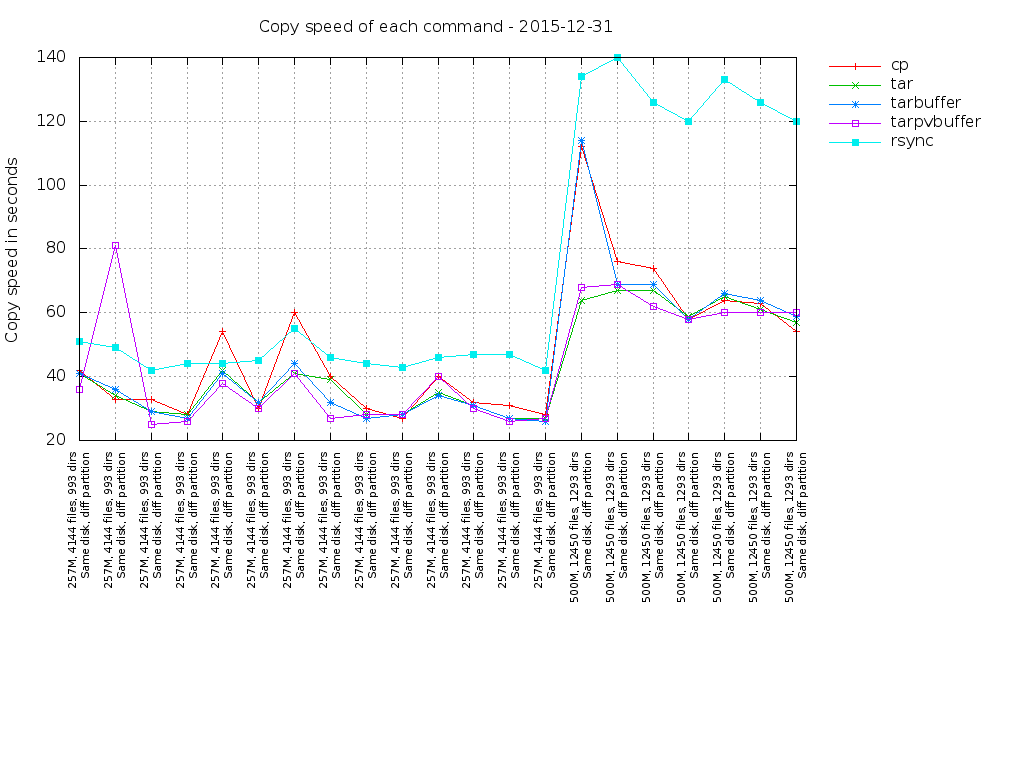 Copy speed of each command - 2015-12-31
Copy speed in seconds
140
120
100
80
60
40
20
cp
tar
tarbuffer
tarpvbuffer
rsync
257M, 4144 files, 993 dirs
Same disk, diff partition
257M, 4144 files, 993 dirs
Same disk, diff partition
257M, 4144 files, 993 dirs
Same disk, diff partition
257M, 4144 files, 993 dirs
Same disk, diff partition
257M, 4144 files, 993 dirs
Same disk, diff partition
257M, 4144 files, 993 dirs
Same disk, diff partition
257M, 4144 files, 993 dirs
Same disk, diff partition
257M, 4144 files, 993 dirs
Same disk, diff partition
257M, 4144 files, 993 dirs
Same disk, diff partition
257M, 4144 files, 993 dirs
Same disk, diff partition
257M, 4144 files, 993 dirs
Same disk, diff partition
257M, 4144 files, 993 dirs
Same disk, diff partition
257M, 4144 files, 993 dirs
Same disk, diff partition
257M, 4144 files, 993 dirs
Same disk, diff partition
500M, 12450 files, 1293 dirs
Same disk, diff partition
500M, 12450 files, 1293 dirs
Same disk, diff partition
500M, 12450 files, 1293 dirs
Same disk, diff partition
500M, 12450 files, 1293 dirs
Same disk, diff partition
500M, 12450 files, 1293 dirs
Same disk, diff partition
500M, 12450 files, 1293 dirs
Same disk, diff partition
500M, 12450 files, 1293 dirs
Same disk, diff partition